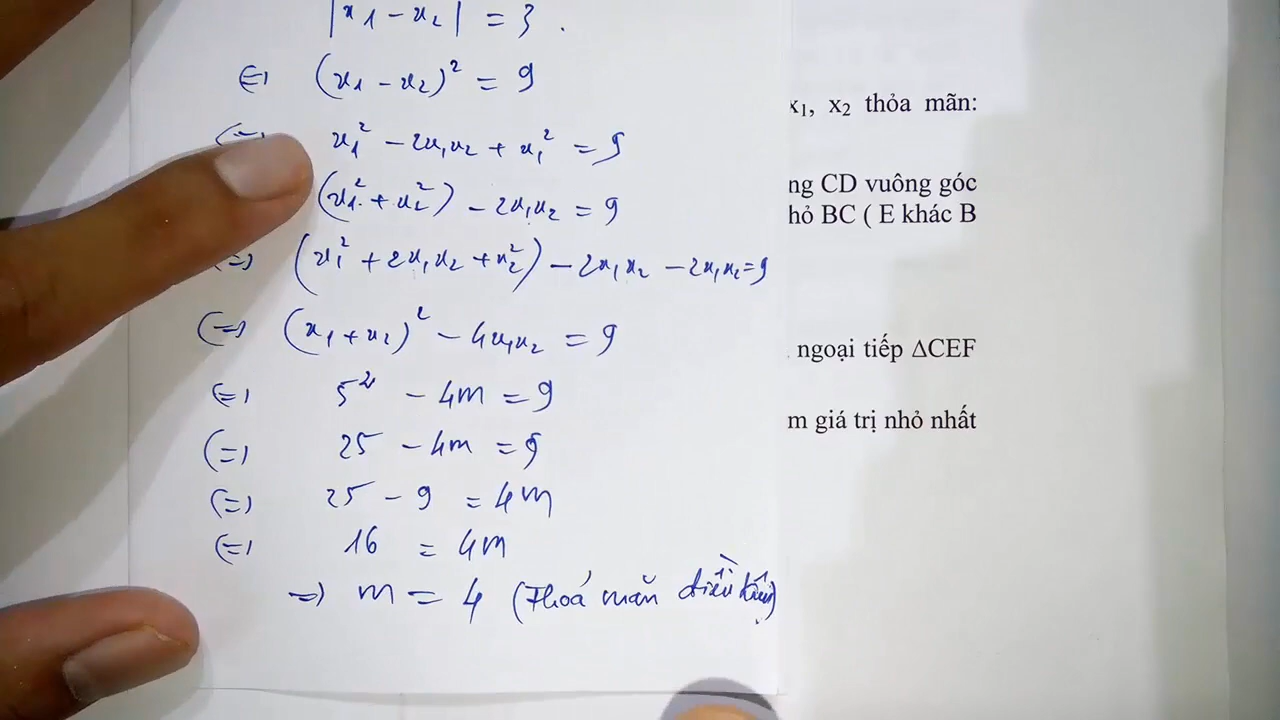 |x₁ - x₂| = 3.
(=) (x₁ - x₂)² = 9
(=) x₁² - 2x₁x₂ + x₁² = 9
(x₁² + x₂²) - 2x₁x₂ = 9
(=) (x₁² + 2x₁x₂ + x₂²) - 2x₁x₂ - 2x₁x₂ = 9
(=) (x₁ + x₂)² - 4x₁x₂ = 9
(=) 5² - 4m = 9
(=) 25 - 4m = 9
(=) 25 - 9 = 4m
(=) 16 = 4m
=) m = 4 (Thoả mãn điều kiện)
x₁, x₂ thỏa mãn:
ng CD vuông góc
hỏ BC ( E khác B
ngoại tiếp ΔCEF
m giá trị nhỏ nhất